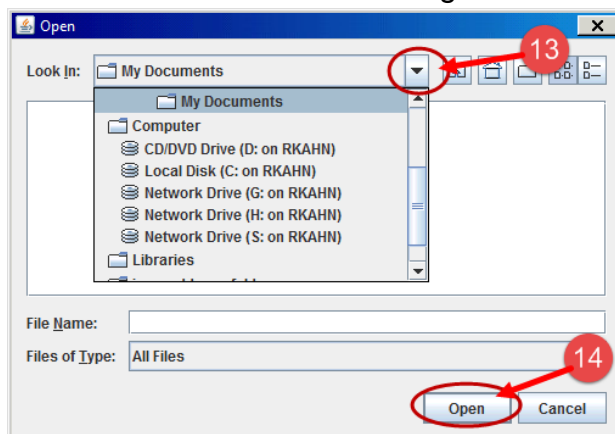 Open
13
Look In: My Documents
My Documents
Computer
CD/DVD Drive (D: on RKAHN)
Local Disk (C: on RKAHN)
Network Drive (G: on RKAHN)
Network Drive (H: on RKAHN)
Network Drive (S: on RKAHN)
Libraries
File Name:
Files of Type: All Files
14
Open Cancel